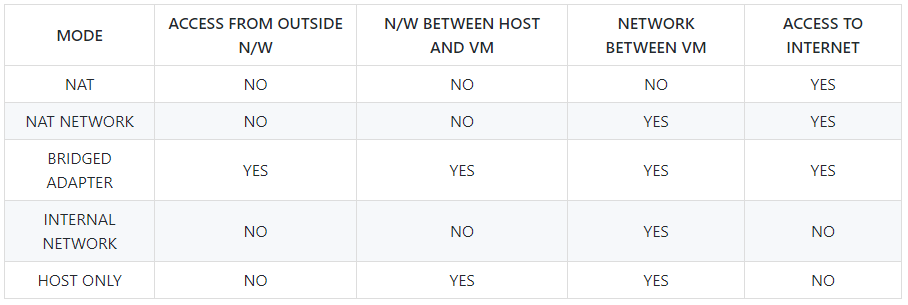 MODE
ACCESS FROM OUTSIDE
N/W
N/W BETWEEN HOST
AND VM
NETWORK
BETWEEN VM
ACCESS TO
INTERNET
NAT NO NO NO YES
NAT NETWORK NO NO YES YES
BRIDGED
ADAPTER
YES YES YES YES
INTERNAL
NETWORK
NO NO YES NO
HOST ONLY NO YES YES NO